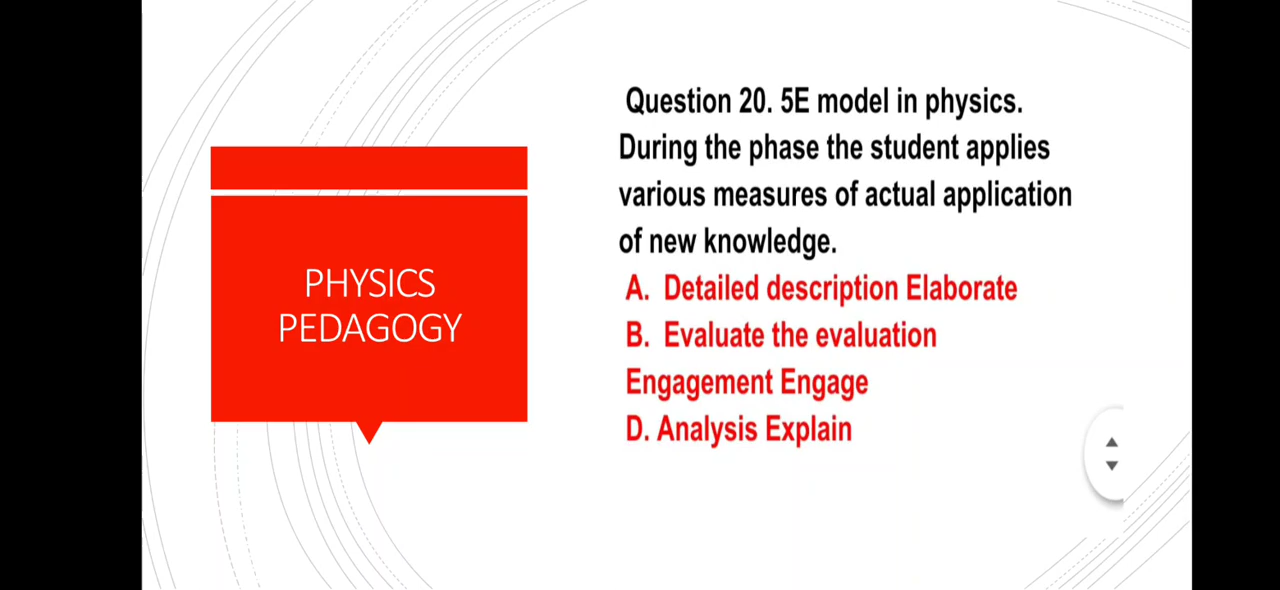 PHYSICS
PEDAGOGY
Question 20. 5E model in physics.
During the phase the student applies
various measures of actual application
of new knowledge.
A. Detailed description Elaborate
B. Evaluate the evaluation
Engagement Engage
D. Analysis Explain